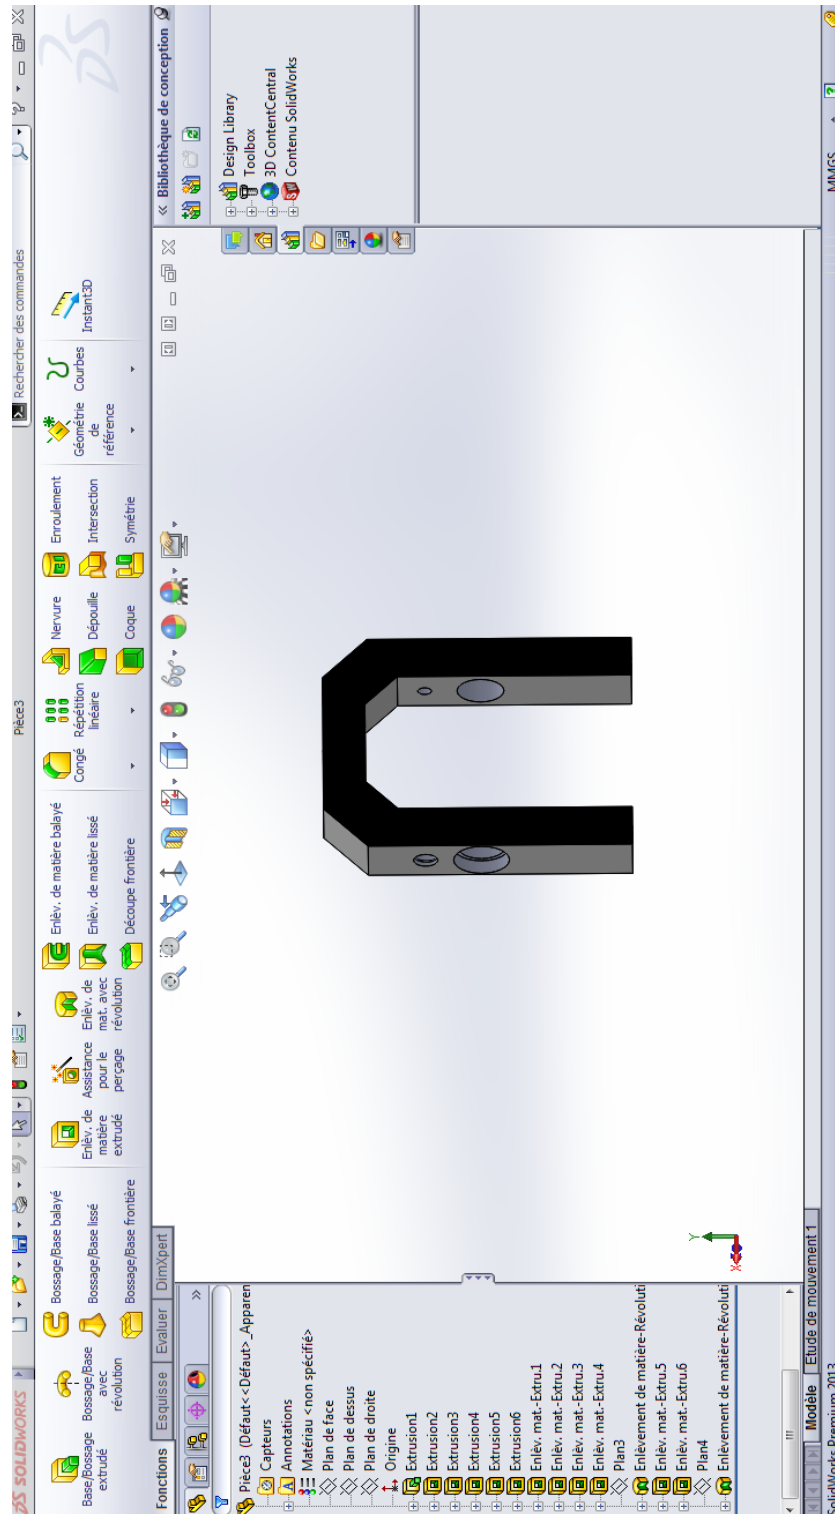 SOLIDWORKS
Pièce3
Rechercher des commandes
Base/Bossage
extrudé
Bossage/Base
avec
révolution
Bossage/Base balayé
Bossage/Base lissé
Bossage/Base frontière
Enlèv. de
matière
extrudé
Assistance
pour le
perçage
Enlèv. de
mat. avec
révolution
Enlèv. de matière balayé
Enlèv. de matière lissé
Découpe frontière
Congé
Répétition
linéaire
Nervure
Dépouille
Coque
Enroulement
Intersection
Symétrie
Géométrie
de
référence
Courbes
Instant3D
Fonctions
Esquisse
Evaluer
DimXpert
Pièce3 (Défaut<<Défaut>_Apparen
Capteurs
Annotations
Matériau <non spécifié>
Plan de face
Plan de dessus
Plan de droite
Origine
Extrusion1
Extrusion2
Extrusion3
Extrusion4
Extrusion5
Extrusion6
Enlèv. mat.-Extru.1
Enlèv. mat.-Extru.2
Enlèv. mat.-Extru.3
Enlèv. mat.-Extru.4
Plan3
Enlèvement de matière-Révoluti
Enlèv. mat.-Extru.5
Enlèv. mat.-Extru.6
Plan4
Enlèvement de matière-Révoluti
Y
X
Bibliothèque de conception
Design Library
Toolbox
3D ContentCentral
Contenu SolidWorks
Modèle
Etude de mouvement 1
SolidWorks Premium 2013
MMGS